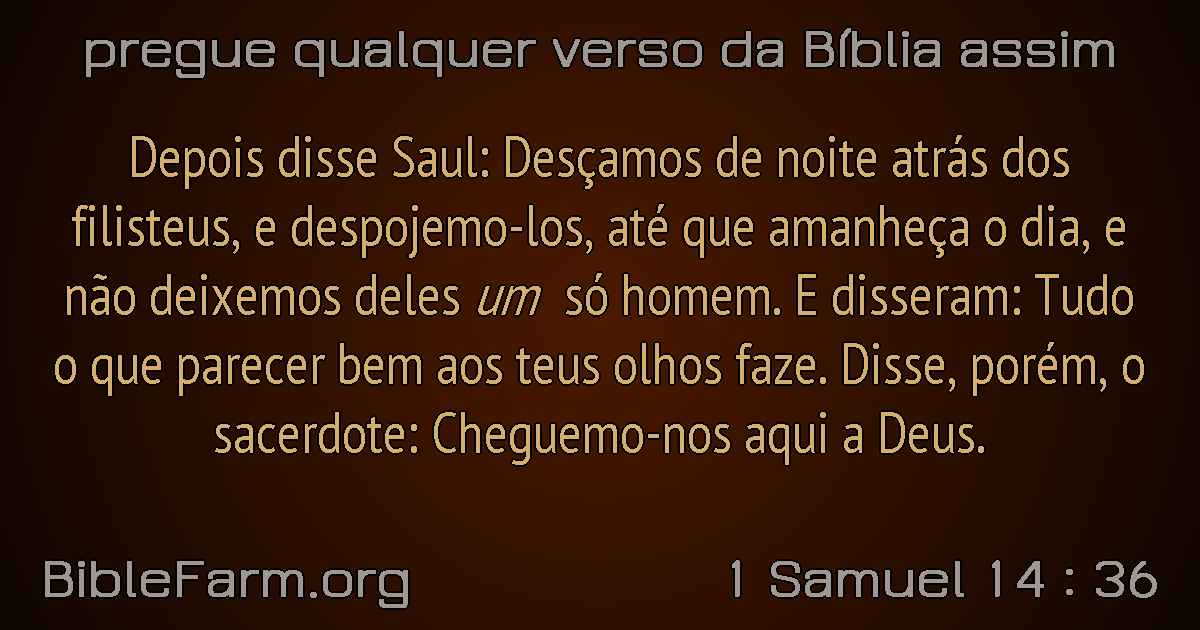 pregue qualquer verso da Bíblia assim
Depois disse Saul: Desçamos de noite atrás dos
filisteus, e despojemo-los, até que amanheça o dia, e
não deixemos deles um só homem. E disseram: Tudo
o que parecer bem aos teus olhos faze. Disse, porém, o
sacerdote: Cheguemo-nos aqui a Deus.
BibleFarm.org
1 Samuel 14 : 36